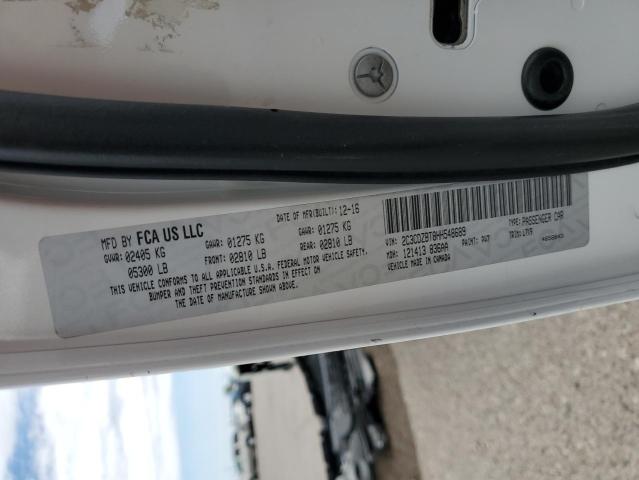 MFD BY FCA US LLC
DATE OF MFR(BUILT): 12-16
GVWR: 02405 KG
05300 LB
GAWR: 01275 KG
FRONT: 02810 LB
GAWR: 01275 KG
REAR: 02810 LB
THIS VEHICLE CONFORMS TO ALL APPLICABLE U.S.A. FEDERAL MOTOR VEHICLE SAFETY,
BUMPER AND THEFT PREVENTION STANDARDS IN EFFECT ON
THE DATE OF MANUFACTURE SHOWN ABOVE.
VIN: 2C3CDZBT8HH548689
TYPE: PASSENGER CAR
MDH: 121413 836AA
PAINT: PW7
TRIM:
VEHICLE MADE IN CANADA